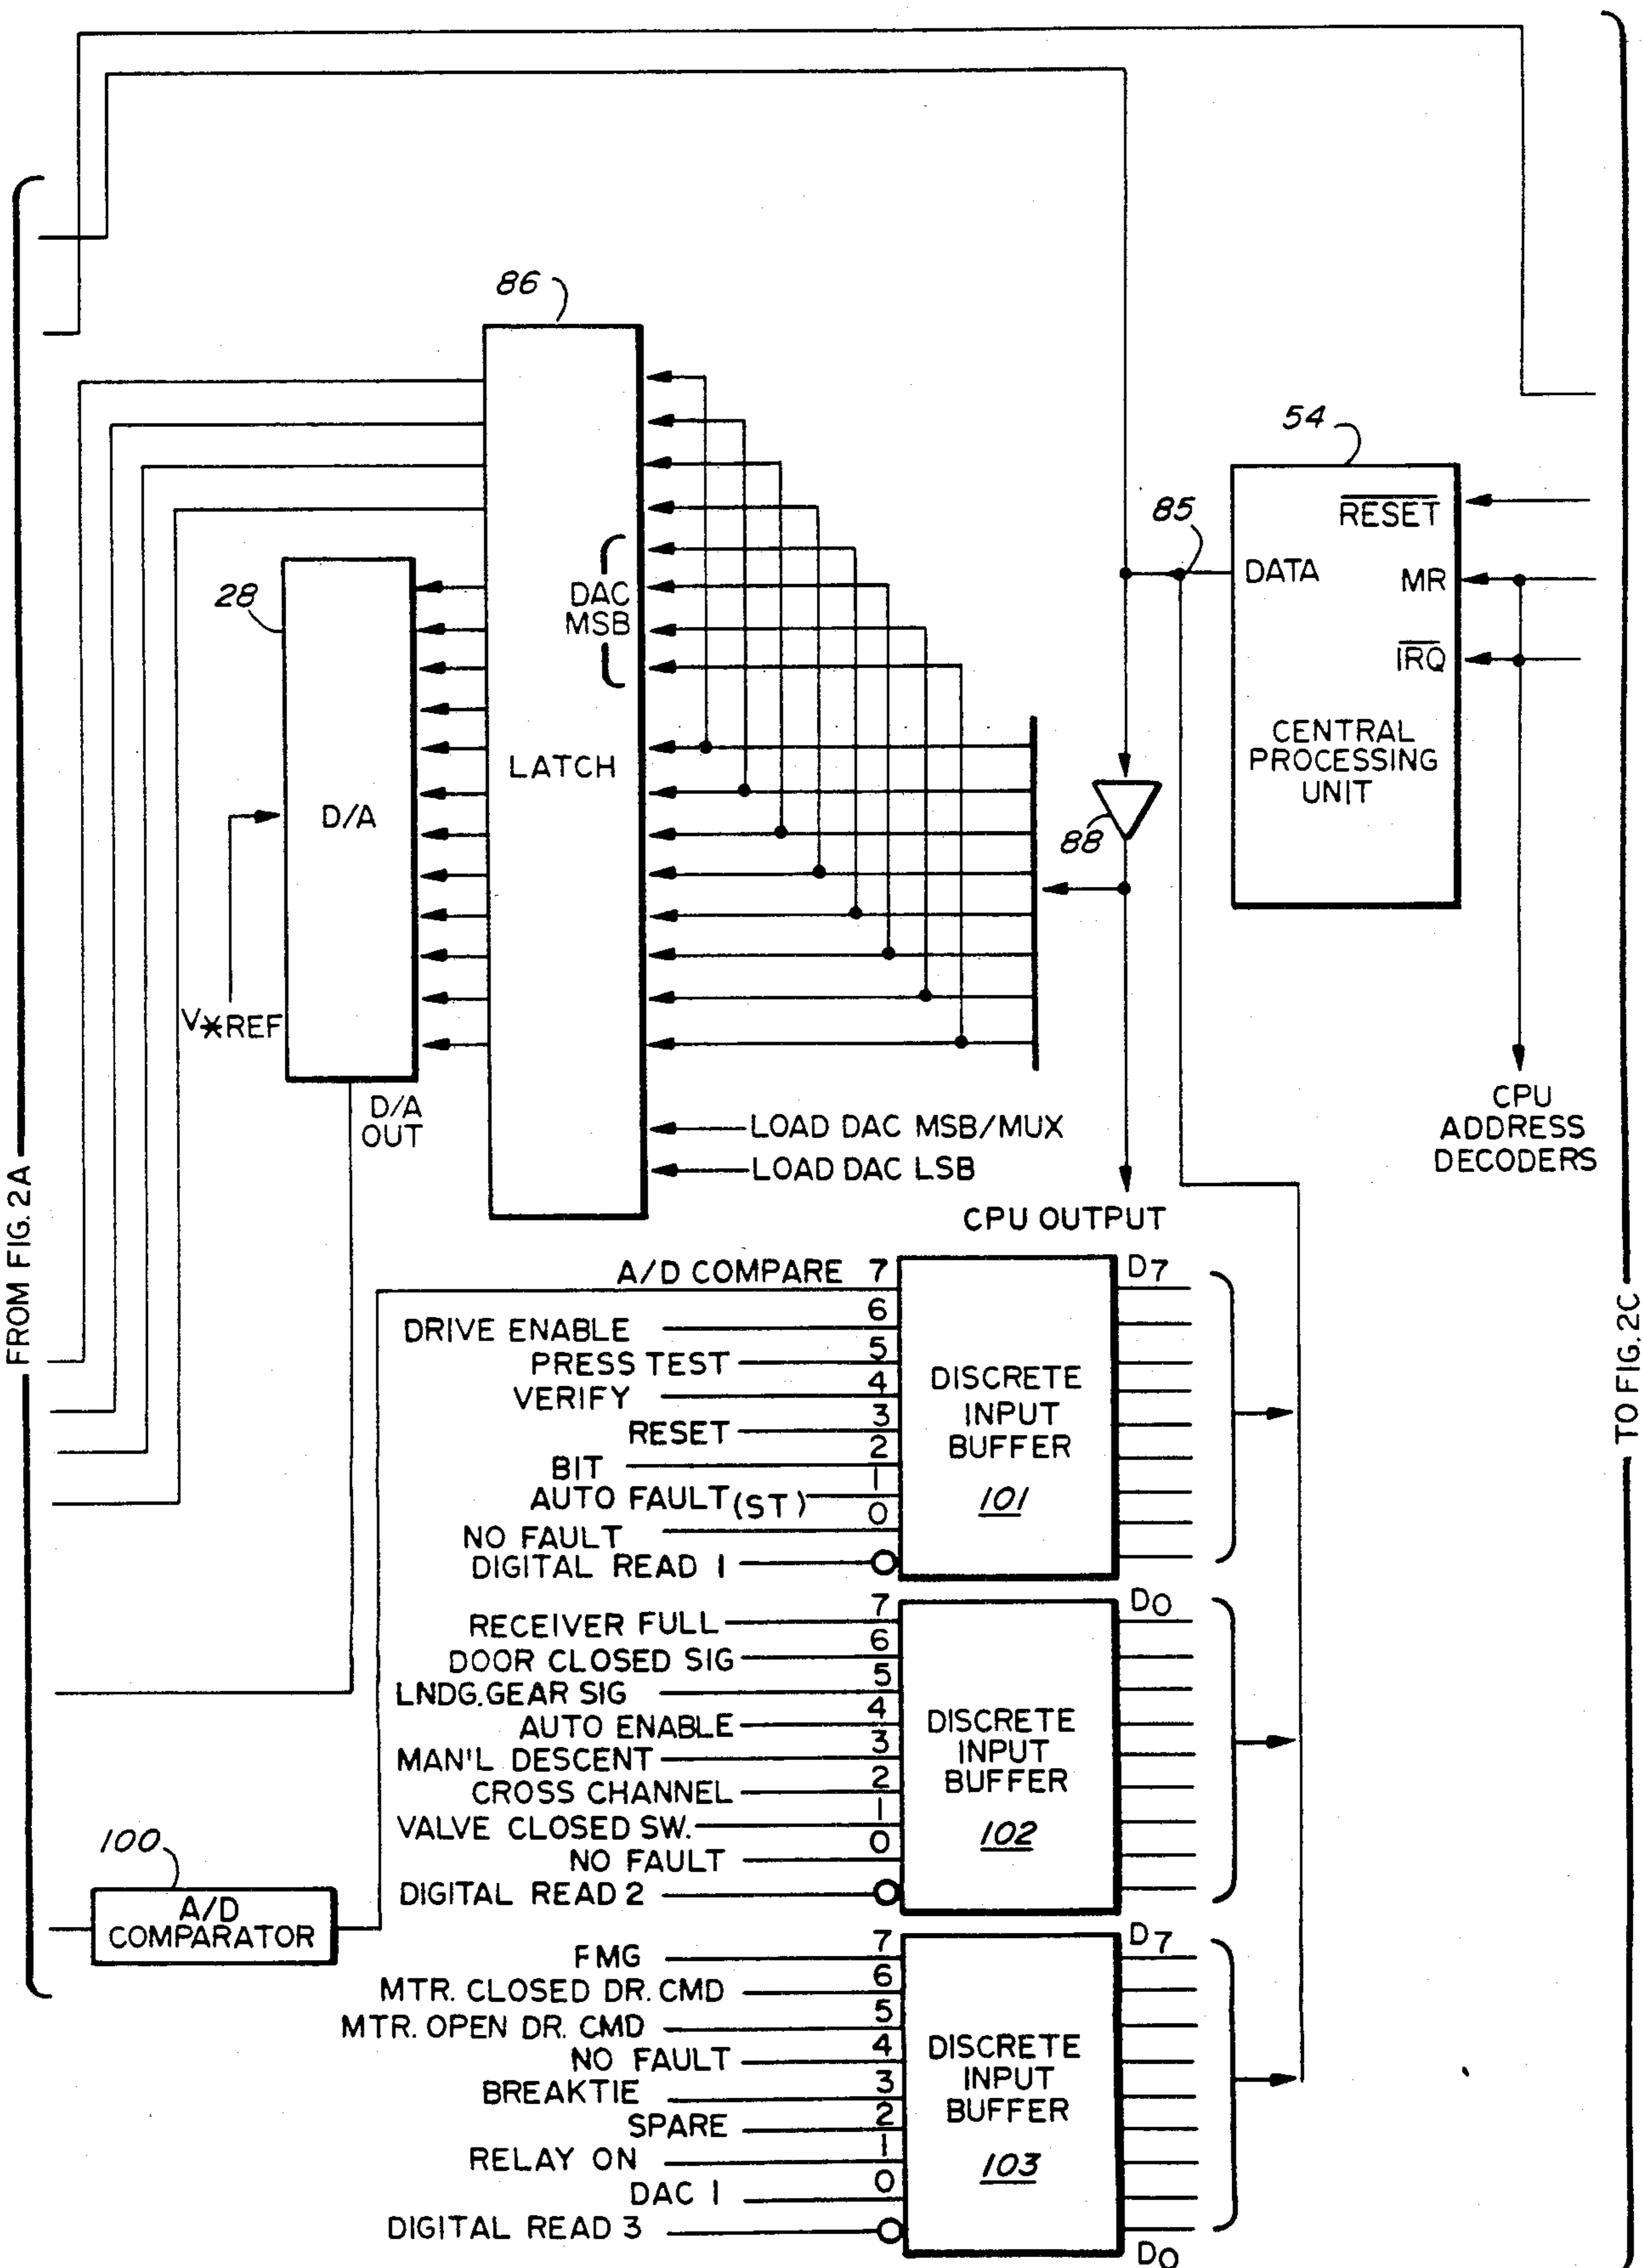 86
54
RESET
85
DATA
MR
28
DAC
MSB
IRQ
CENTRAL
PROCESSING
UNIT
LATCH
D/A
88
V*REF
D/A
OUT
LOAD DAC MSB/MUX
LOAD DAC LSB
CPU
ADDRESS
DECODERS
CPU OUTPUT
FROM FIG. 2A
TO FIG. 2C
A/D COMPARE 7
D7
6
DRIVE ENABLE
5
PRESS TEST
4
VERIFY
3
RESET
2
BIT
1
AUTO FAULT (ST)
0
NO FAULT
DIGITAL READ 1
DISCRETE
INPUT
BUFFER
101
7
D0
RECEIVER FULL
6
DOOR CLOSED SIG
5
LNDG. GEAR SIG
4
AUTO ENABLE
3
MAN'L DESCENT
2
CROSS CHANNEL
1
VALVE CLOSED SW.
0
NO FAULT
DIGITAL READ 2
DISCRETE
INPUT
BUFFER
102
100
A/D
COMPARATOR
7
D7
FMG
6
MTR. CLOSED DR. CMD
5
MTR. OPEN DR. CMD
4
NO FAULT
3
BREAKTIE
2
SPARE
1
RELAY ON
0
DAC 1
DIGITAL READ 3
DISCRETE
INPUT
BUFFER
103
D0